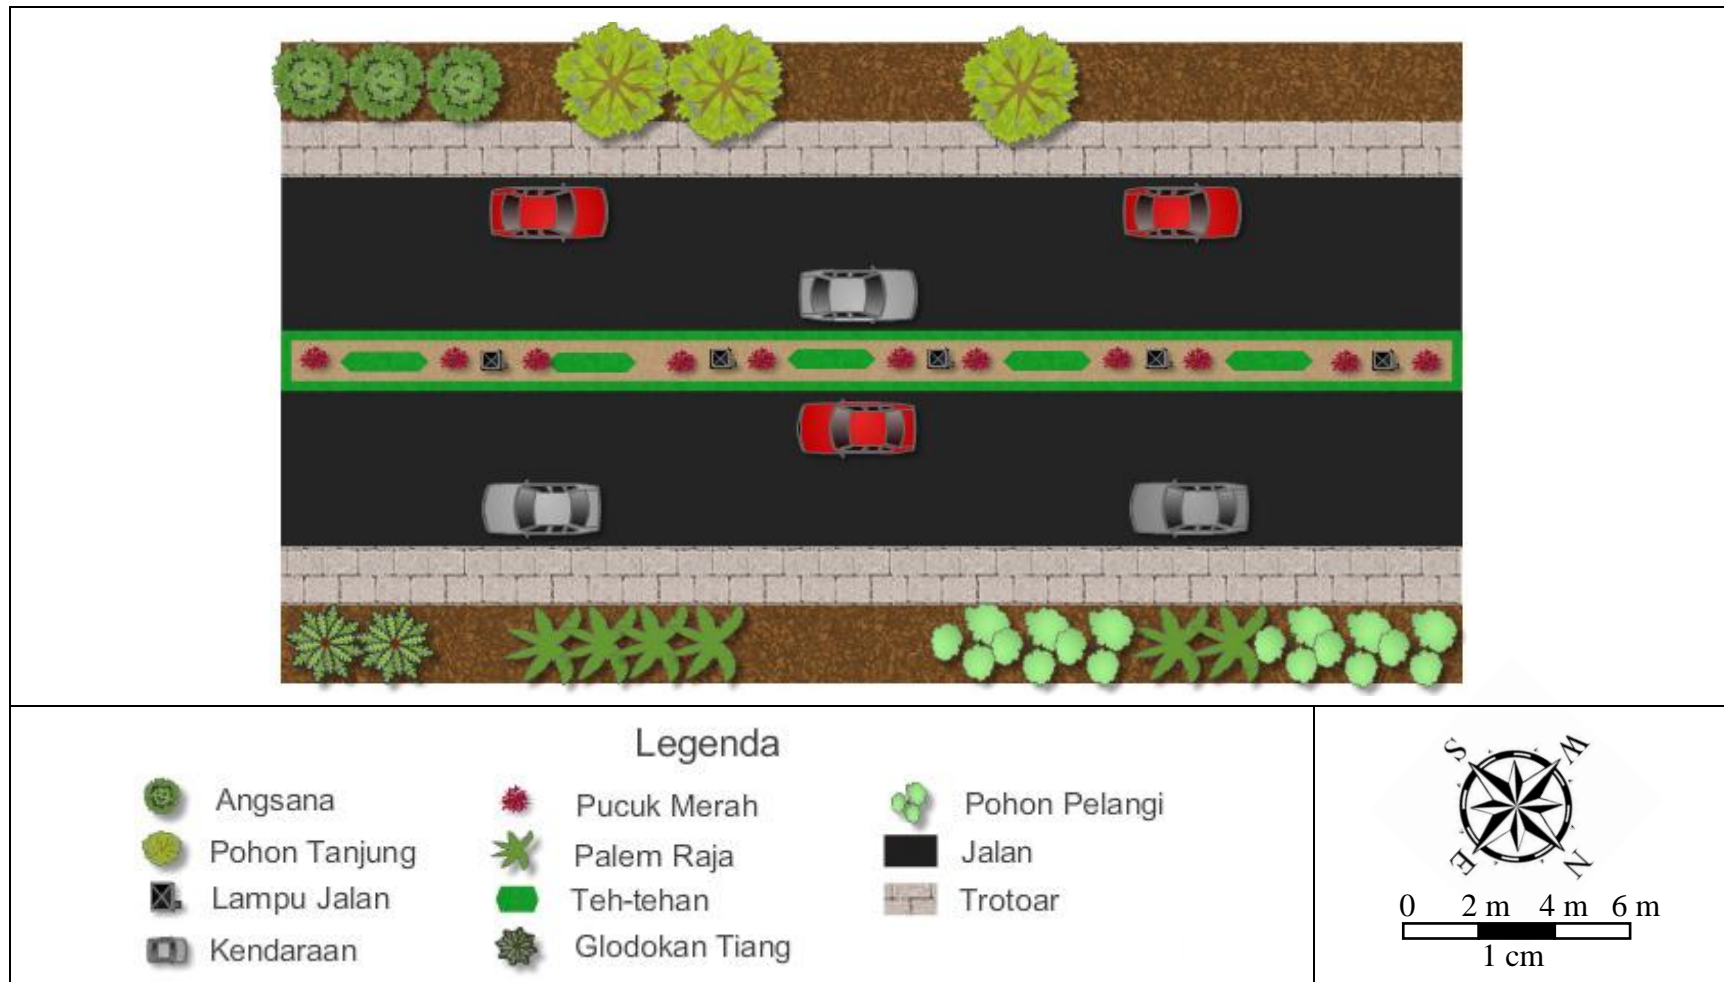 Legenda
Angsana
Pohon Tanjung
Lampu Jalan
Kendaraan
Pucuk Merah
Palem Raja
Teh-tehan
Glodokan Tiang
Pohon Pelangi
Jalan
Trotoar
S W
E N
0 2 m 4 m 6 m
1 cm